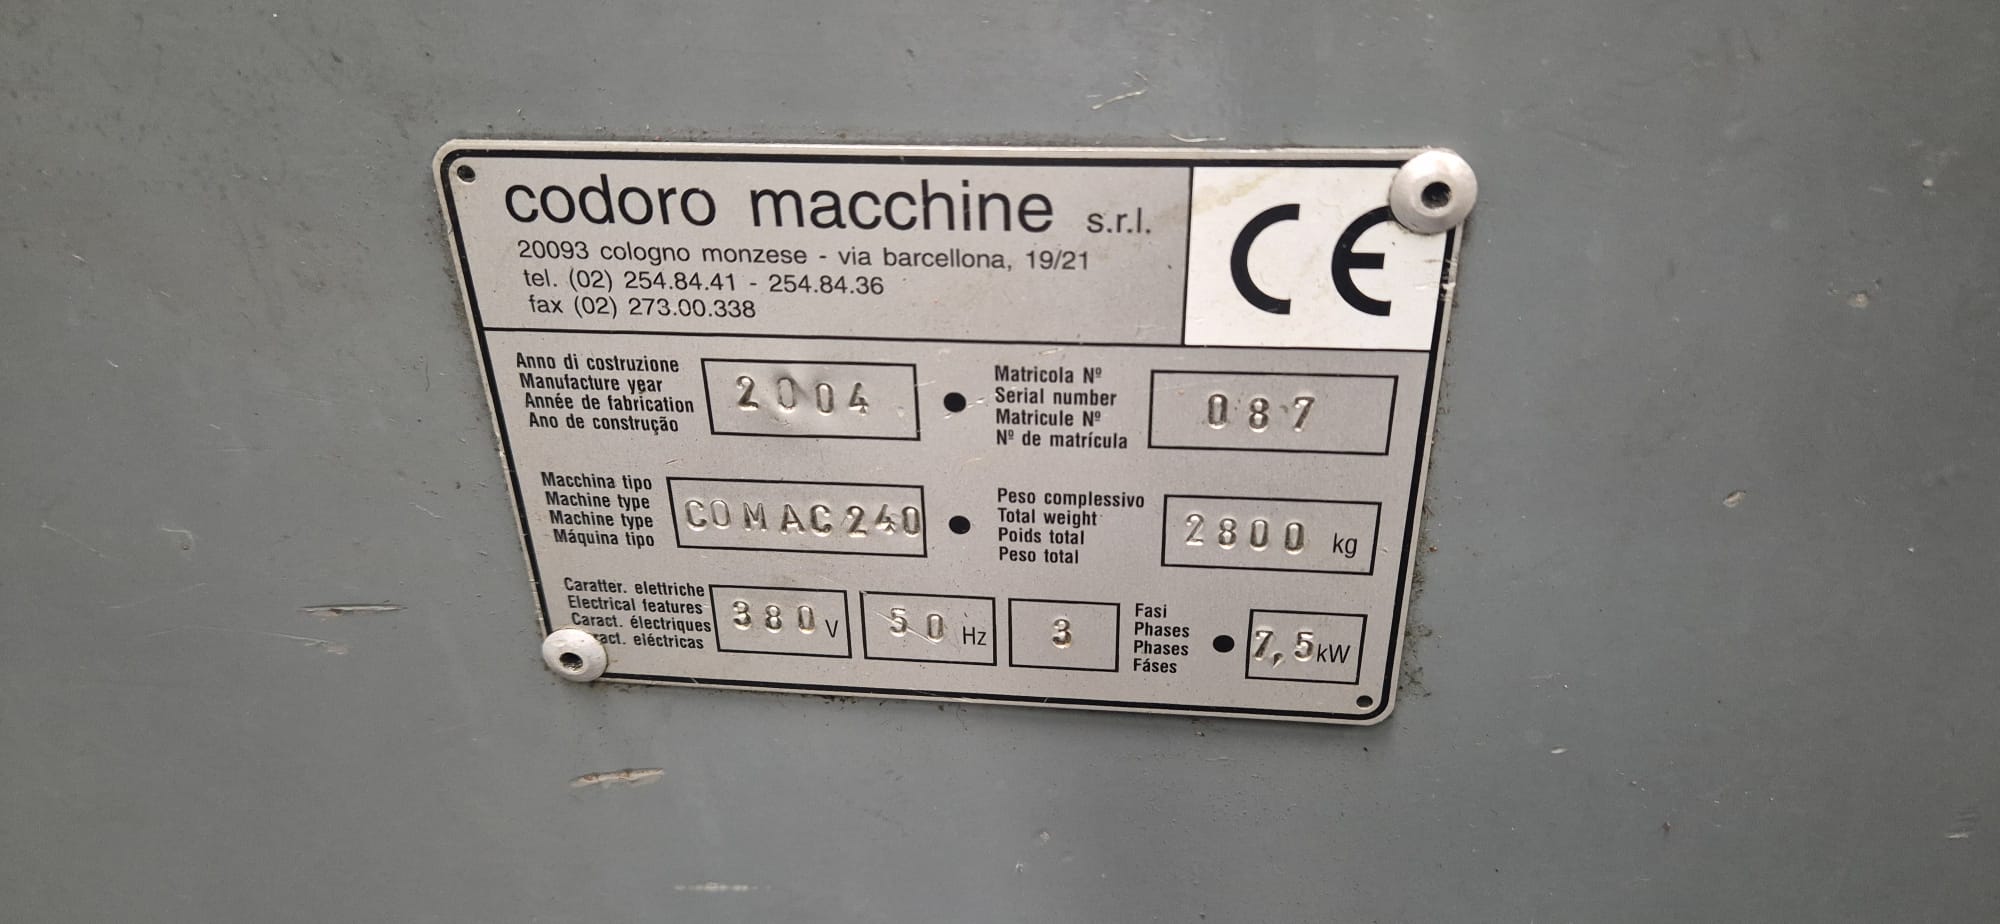 codoro macchine s.r.l.
20093 cologno monzese - via barcellona, 19/21
tel. (02) 254.84.41 - 254.84.36
fax (02) 273.00.338
CE
Anno di costruzione
Manufacture year
Année de fabrication
Ano de construção
2004
Matricola Nº
Serial number
Matricule Nº
Nº de matrícula
087
Macchina tipo
Machine type
Machine type
Máquina tipo
COMAC240
Peso complessivo
Total weight
Poids total
Peso total
2800 kg
Caratter. elettriche
Electrical features
Caract. électriques
ract. eléctricas
380 V
50 Hz
3
Fasi
Phases
Phases
Fáses
7,5 kW